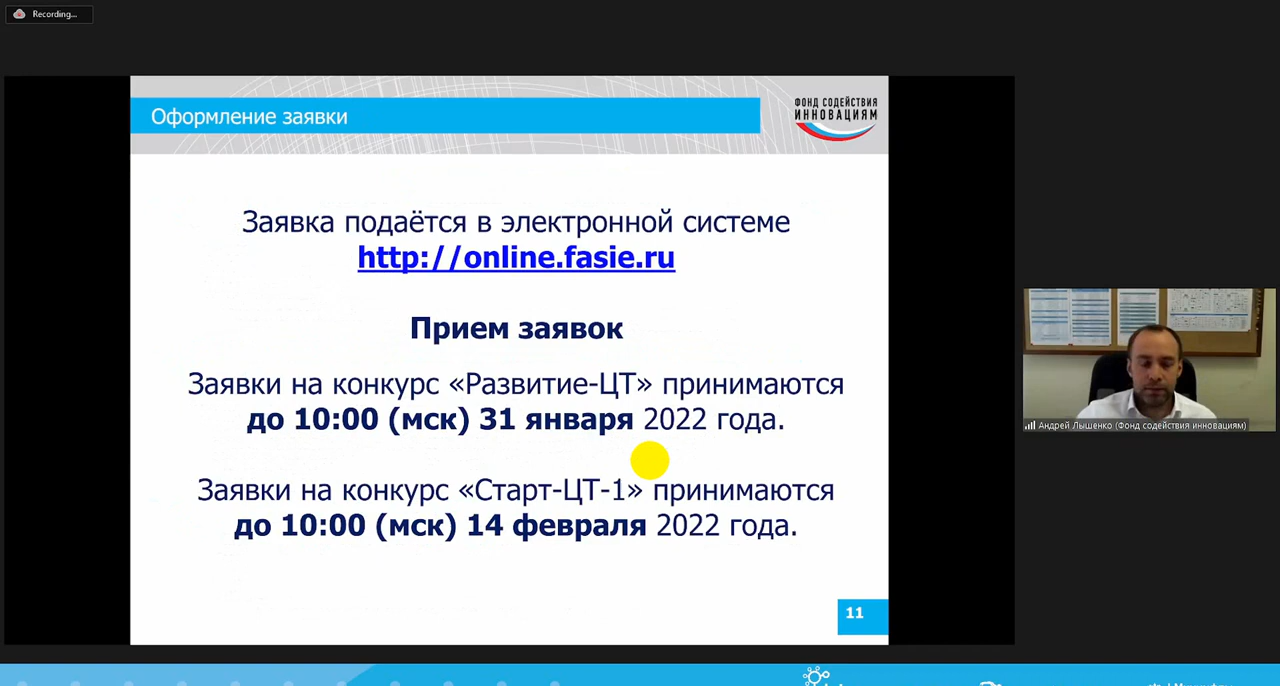 Recording...
Оформление заявки
ФОНД СОДЕЙСТВИЯ
ИННОВАЦИЯМ
Заявка подаётся в электронной системе
http://online.fasie.ru
Прием заявок
Заявки на конкурс «Развитие-ЦТ» принимаются
до 10:00 (мск) 31 января 2022 года.
Заявки на конкурс «Старт-ЦТ-1» принимаются
до 10:00 (мск) 14 февраля 2022 года.
11
Андрей Лышенко (Фонд содействия инновациям)